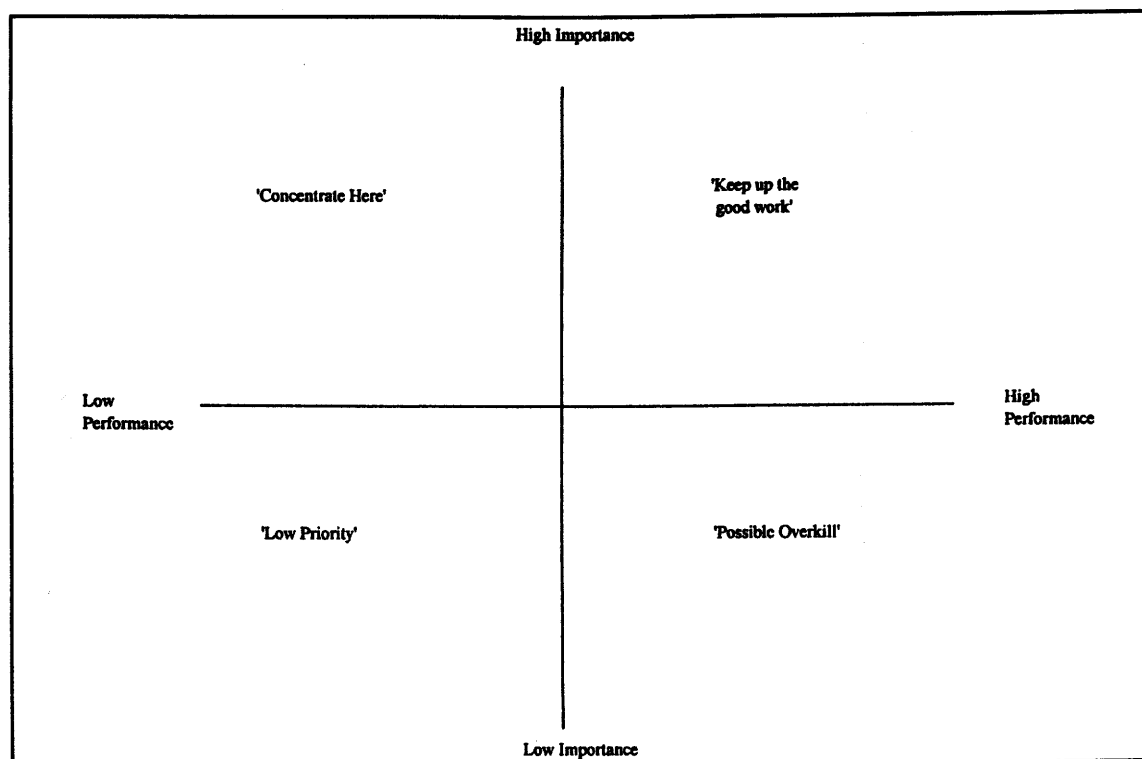 High Importance
'Concentrate Here'
'Keep up the
good work'
Low
Performance
High
Performance
'Low Priority'
'Possible Overkill'
Low Importance